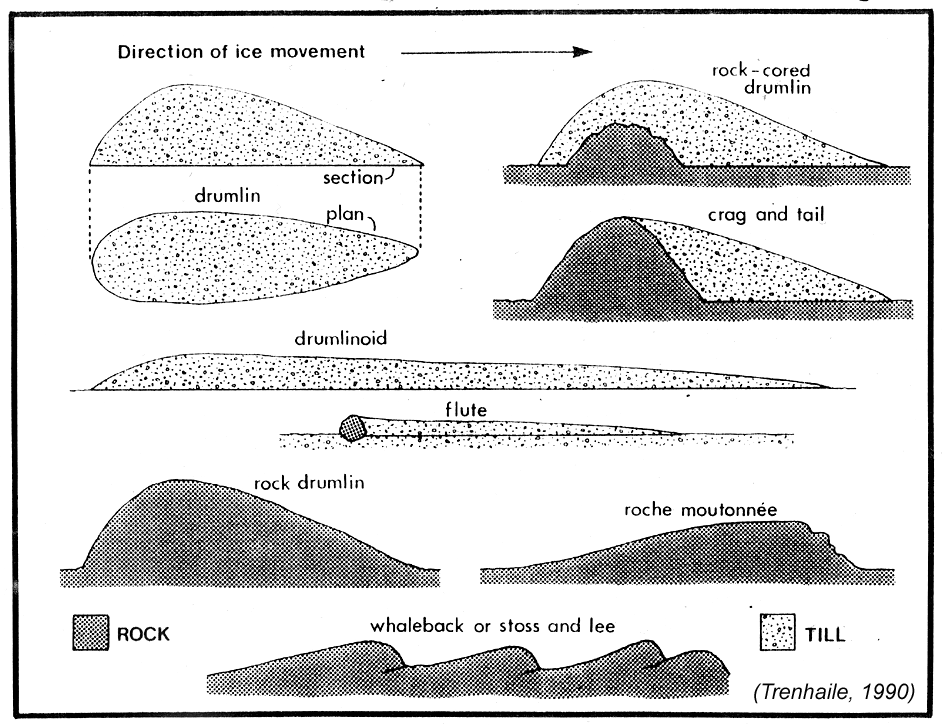 Direction of ice movement
rock-cored
drumlin
section
drumlin
plan
crag and tail
drumlinoid
flute
rock drumlin
roche moutonnée
ROCK
whaleback or stoss and lee
TILL
(Trenhaile, 1990)